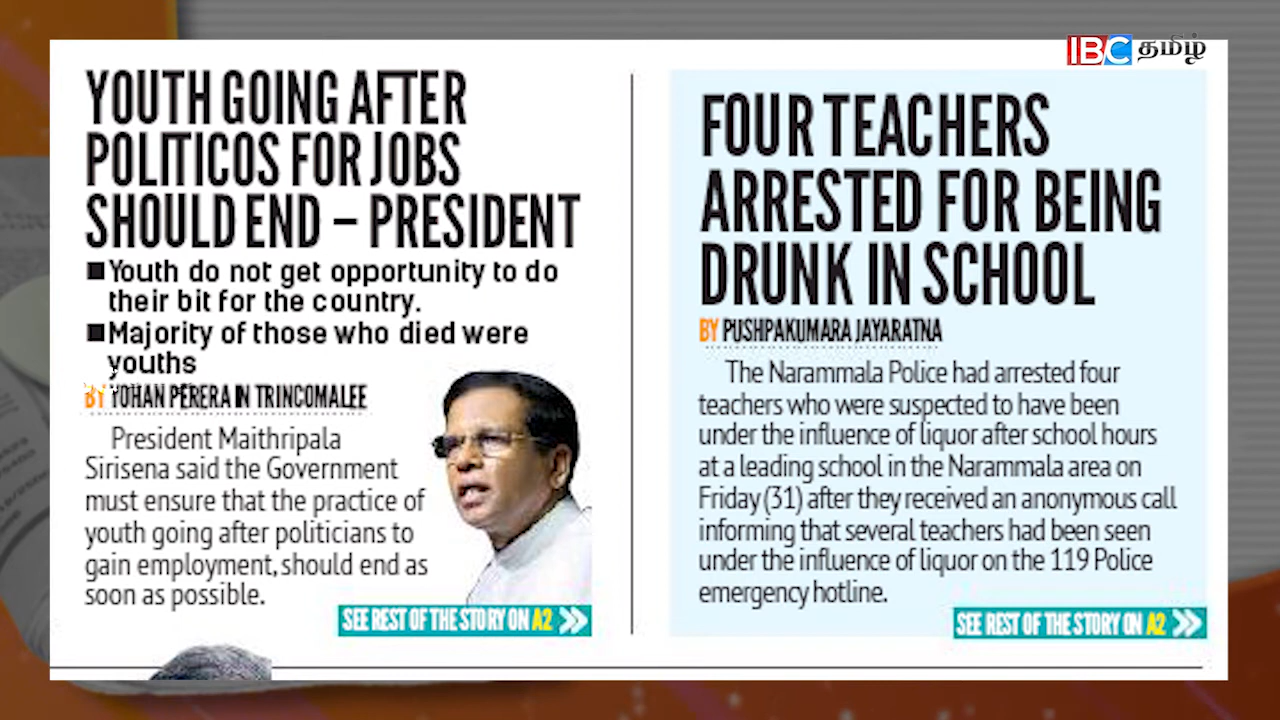 IBC தமிழ்
YOUTH GOING AFTER
POLITICOS FOR JOBS
SHOULD END – PRESIDENT
■ Youth do not get opportunity to do
their bit for the country.
■ Majority of those who died were
youths
BY YOHAN PERERA IN TRINCOMALEE
President Maithripala
Sirisena said the Government
must ensure that the practice of
youth going after politicians to
gain employment, should end as
soon as possible.
SEE REST OF THE STORY ON A2
FOUR TEACHERS
ARRESTED FOR BEING
DRUNK IN SCHOOL
BY PUSHPAKUMARA JAYARATNA
The Narammala Police had arrested four
teachers who were suspected to have been
under the influence of liquor after school hours
at a leading school in the Narammala area on
Friday (31) after they received an anonymous call
informing that several teachers had been seen
under the influence of liquor on the 119 Police
emergency hotline.
SEE REST OF THE STORY ON A2